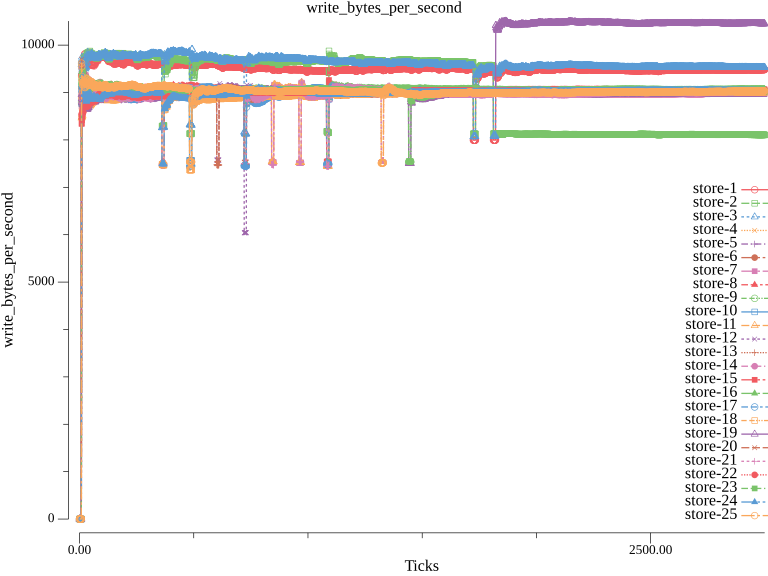 write_bytes_per_second
10000
5000
0
write_bytes_per_second
0.00
2500.00
Ticks
store-1
store-2
store-3
store-4
store-5
store-6
store-7
store-8
store-9
store-10
store-11
store-12
store-13
store-14
store-15
store-16
store-17
store-18
store-19
store-20
store-21
store-22
store-23
store-24
store-25